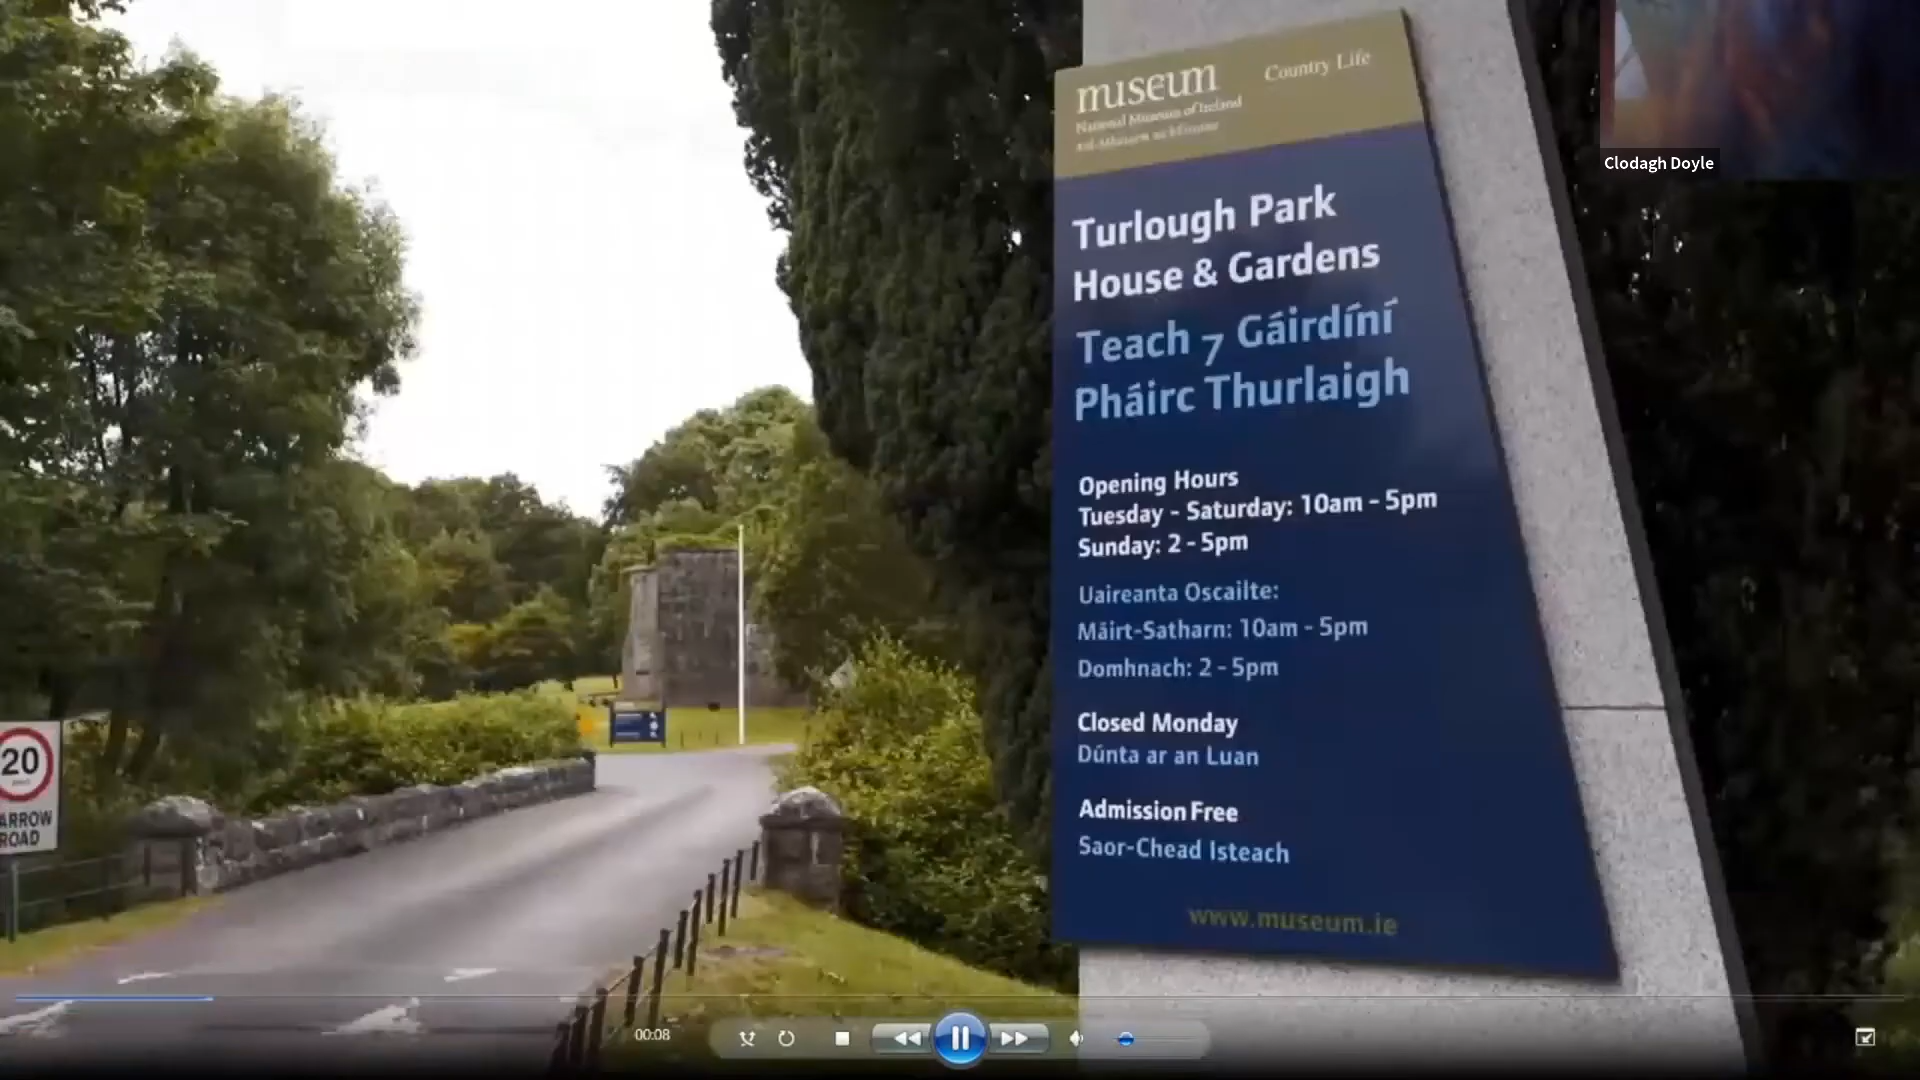 museum
Country Life
National Museum of Ireland
Turlough Park
House & Gardens
Teach ⁊ Gáirdíní
Pháirc Thurlaigh
Opening Hours
Tuesday - Saturday: 10am - 5pm
Sunday: 2 - 5pm
Uaireanta Oscailte:
Máirt-Satharn: 10am - 5pm
Domhnach: 2 - 5pm
Closed Monday
Dúnta ar an Luan
Admission Free
Saor-Chead Isteach
www.museum.ie
Clodagh Doyle
20
ARROW
ROAD
00:08